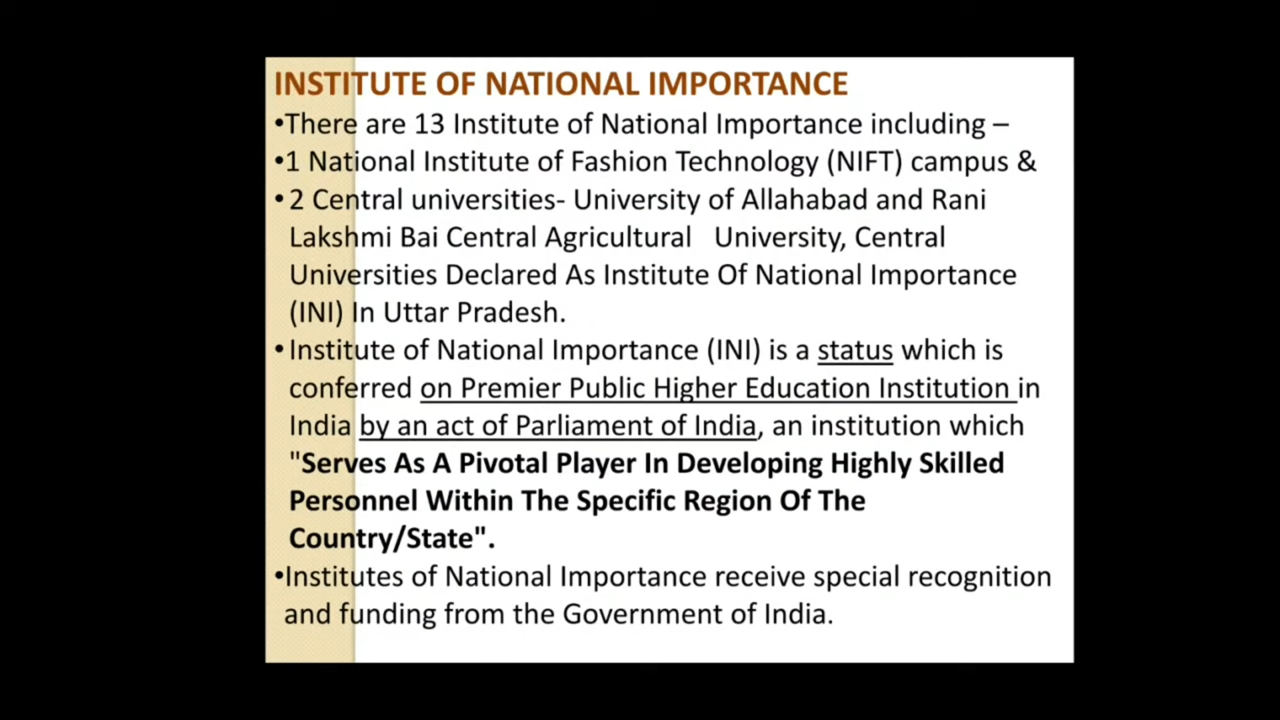 INSTITUTE OF NATIONAL IMPORTANCE
•There are 13 Institute of National Importance including –
•1 National Institute of Fashion Technology (NIFT) campus &
•2 Central universities- University of Allahabad and Rani
Lakshmi Bai Central Agricultural University, Central
Universities Declared As Institute Of National Importance
(INI) In Uttar Pradesh.
•Institute of National Importance (INI) is a status which is
conferred on Premier Public Higher Education Institution in
India by an act of Parliament of India, an institution which
"Serves As A Pivotal Player In Developing Highly Skilled
Personnel Within The Specific Region Of The
Country/State".
•Institutes of National Importance receive special recognition
and funding from the Government of India.